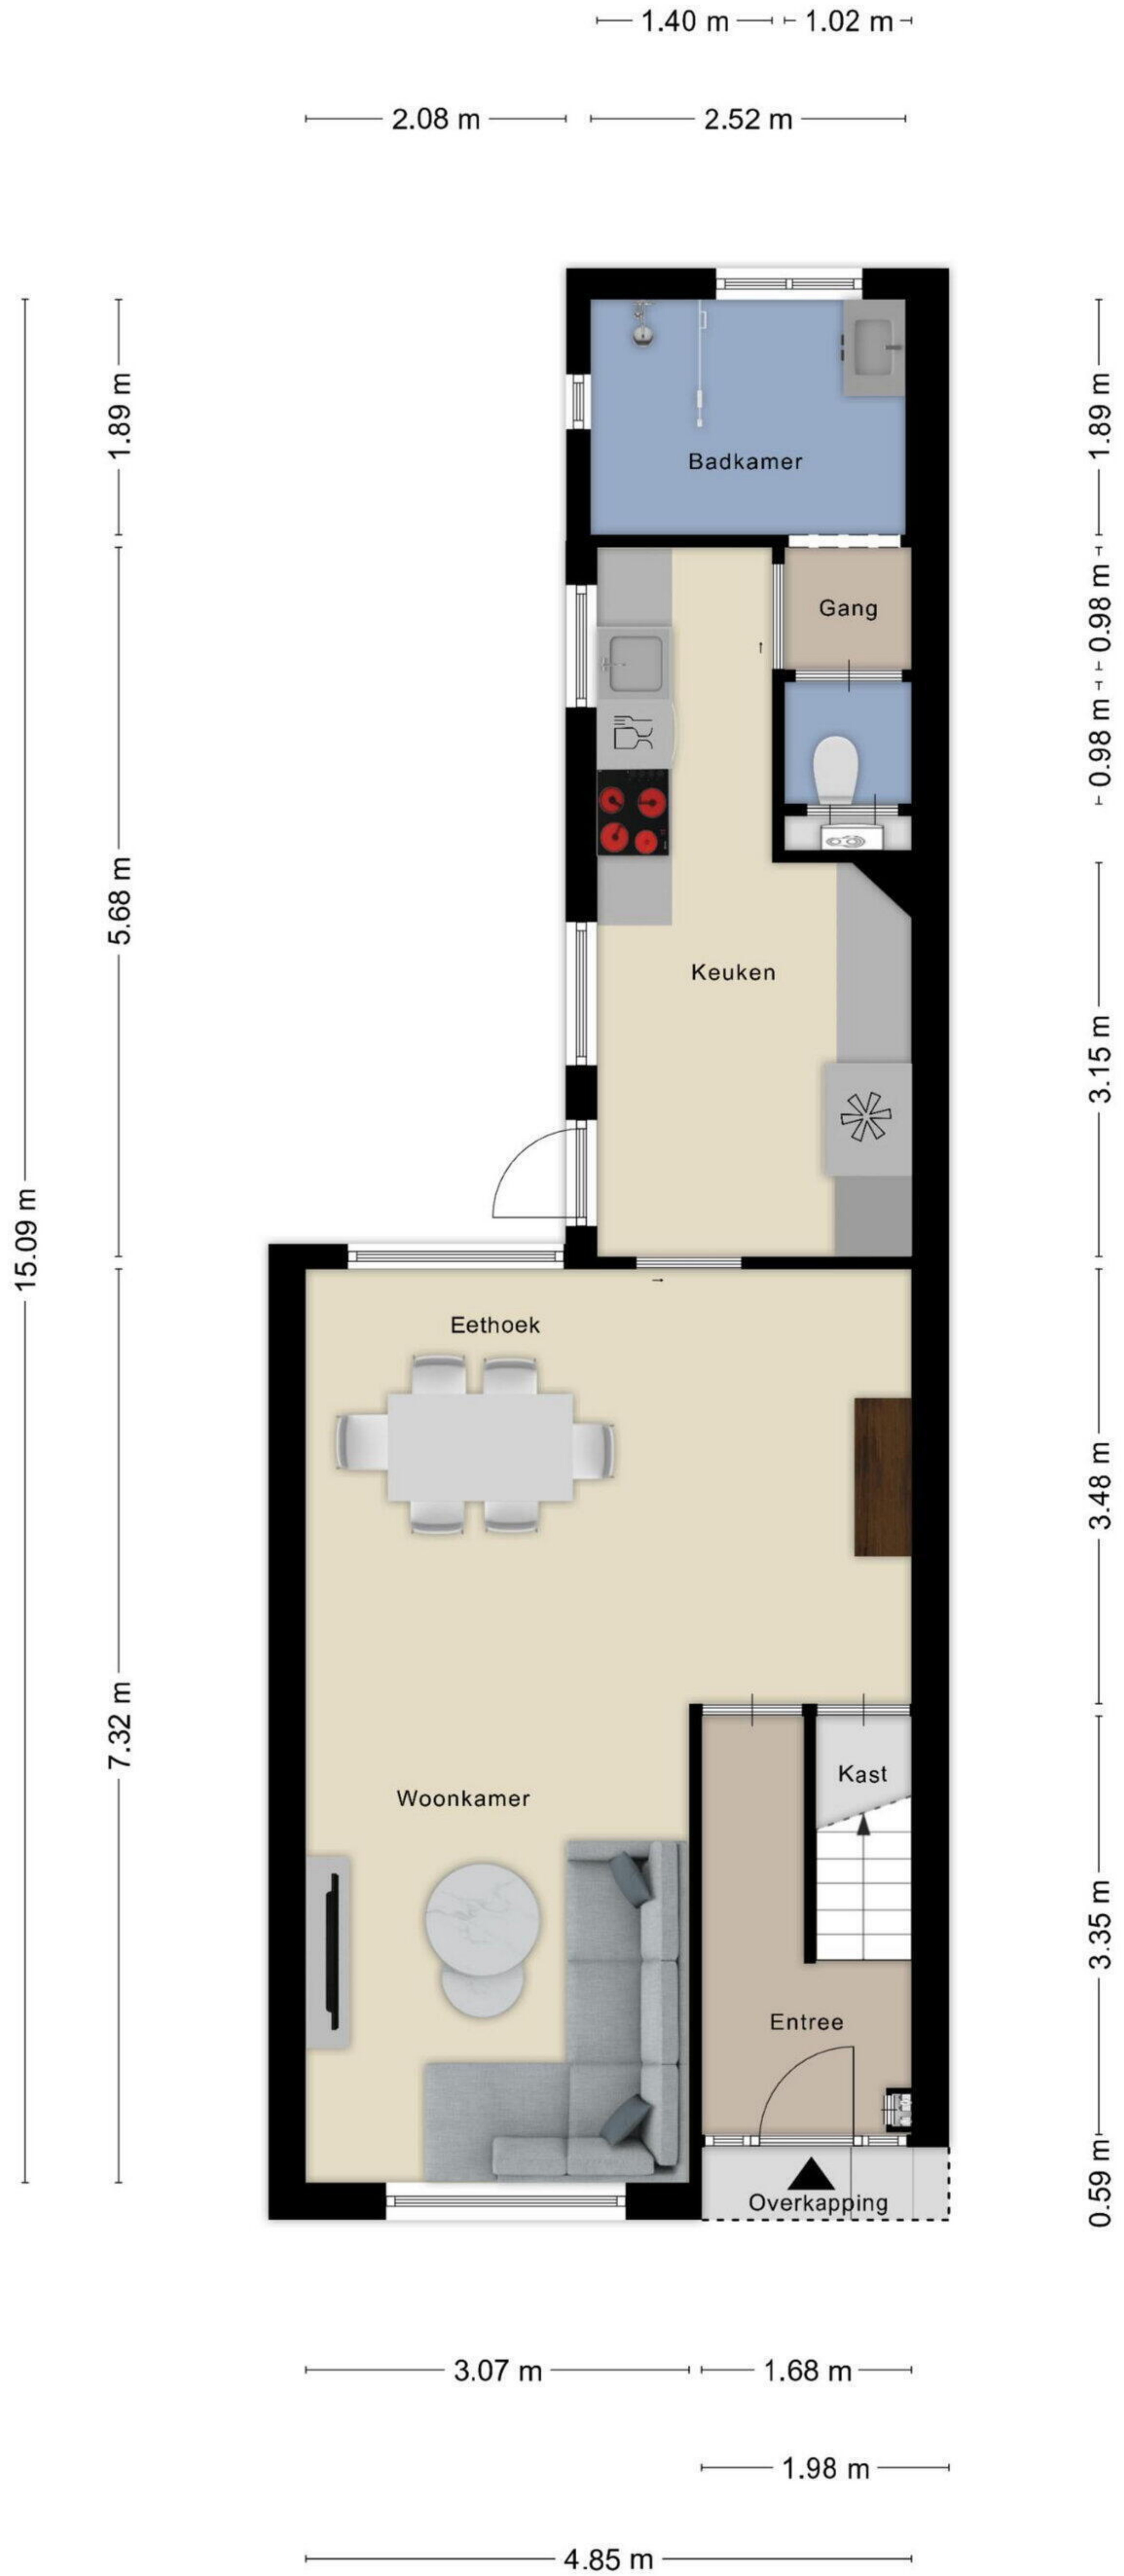 1.40 m
1.02 m
2.08 m
2.52 m
1.89 m
1.89 m
Badkamer
0.98 m
Gang
0.98 m
5.68 m
Keuken
3.15 m
15.09 m
Eethoek
3.48 m
7.32 m
Kast
Woonkamer
3.35 m
Entree
0.59 m
Overkapping
3.07 m
1.68 m
1.98 m
4.85 m